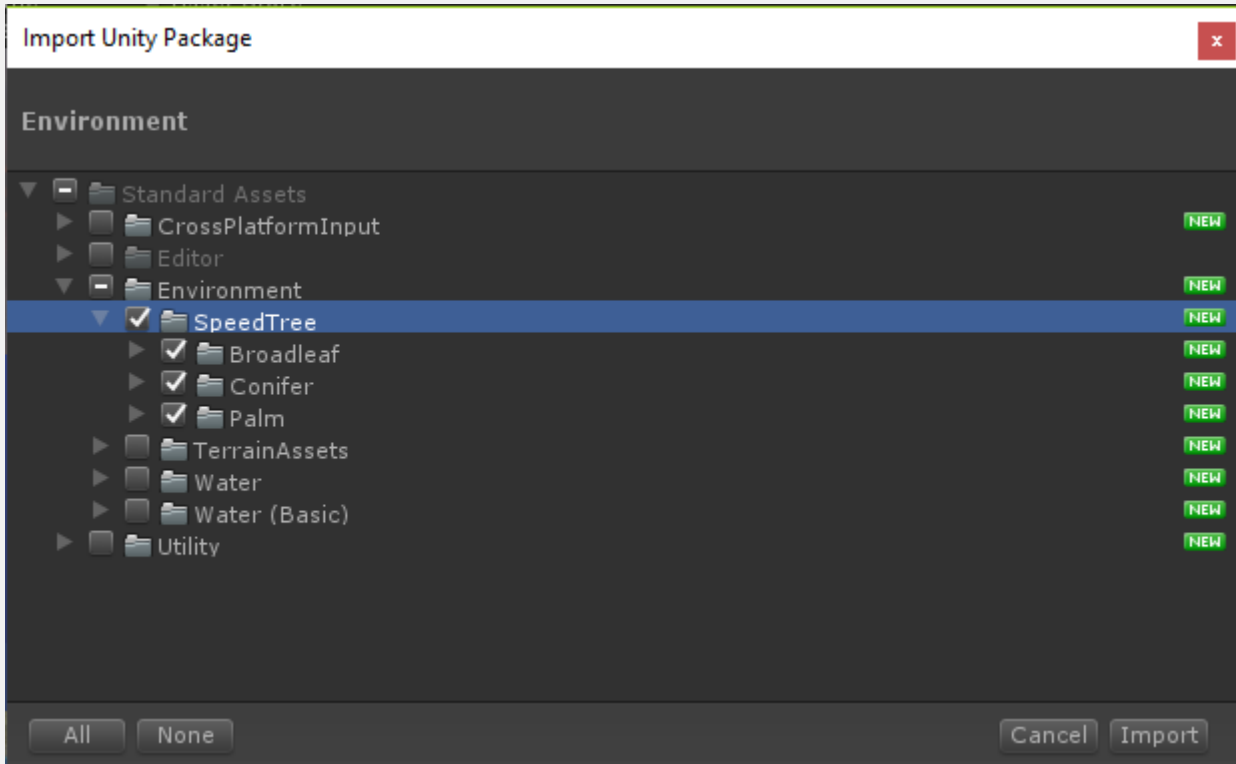 Import Unity Package
x
Environment
Standard Assets
CrossPlatformInput NEW
Editor
Environment NEW
SpeedTree NEW
Broadleaf NEW
Conifer NEW
Palm NEW
TerrainAssets NEW
Water NEW
Water (Basic) NEW
Utility NEW
All None Cancel Import